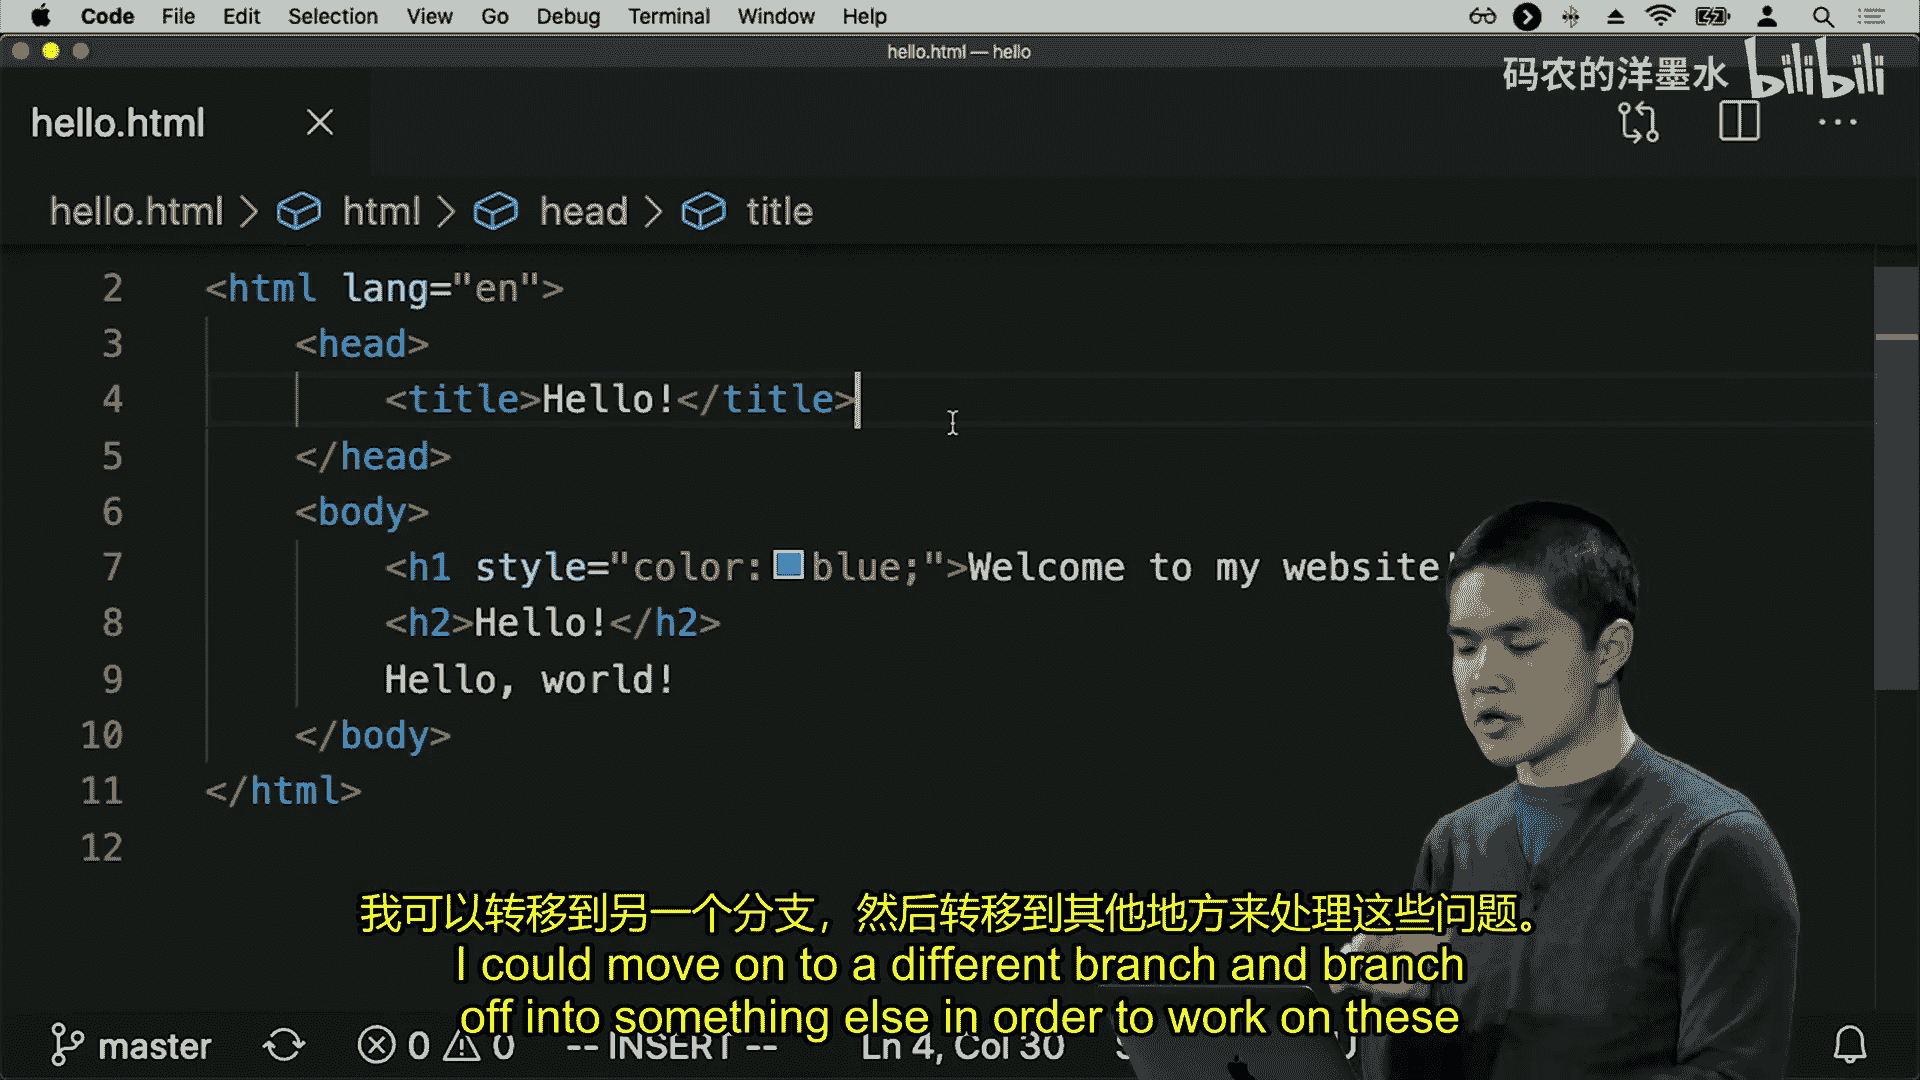 Code File Edit Selection View Go Debug Terminal Window Help
hello.html — hello
码农的洋墨水 bilibili
hello.html
hello.html > html > head > title
2 <html lang="en">
3 <head>
4 <title>Hello!</title>
5 </head>
6 <body>
7 <h1 style="color:blue;">Welcome to my website!
8 <h2>Hello!</h2>
9 Hello, world!
10 </body>
11 </html>
12
我可以转移到另一个分支，然后转移到其他地方来处理这些问题。
I could move on to a different branch and branch
off into something else in order to work on these
master 0 0 -- INSERT -- Ln 4, Col 30